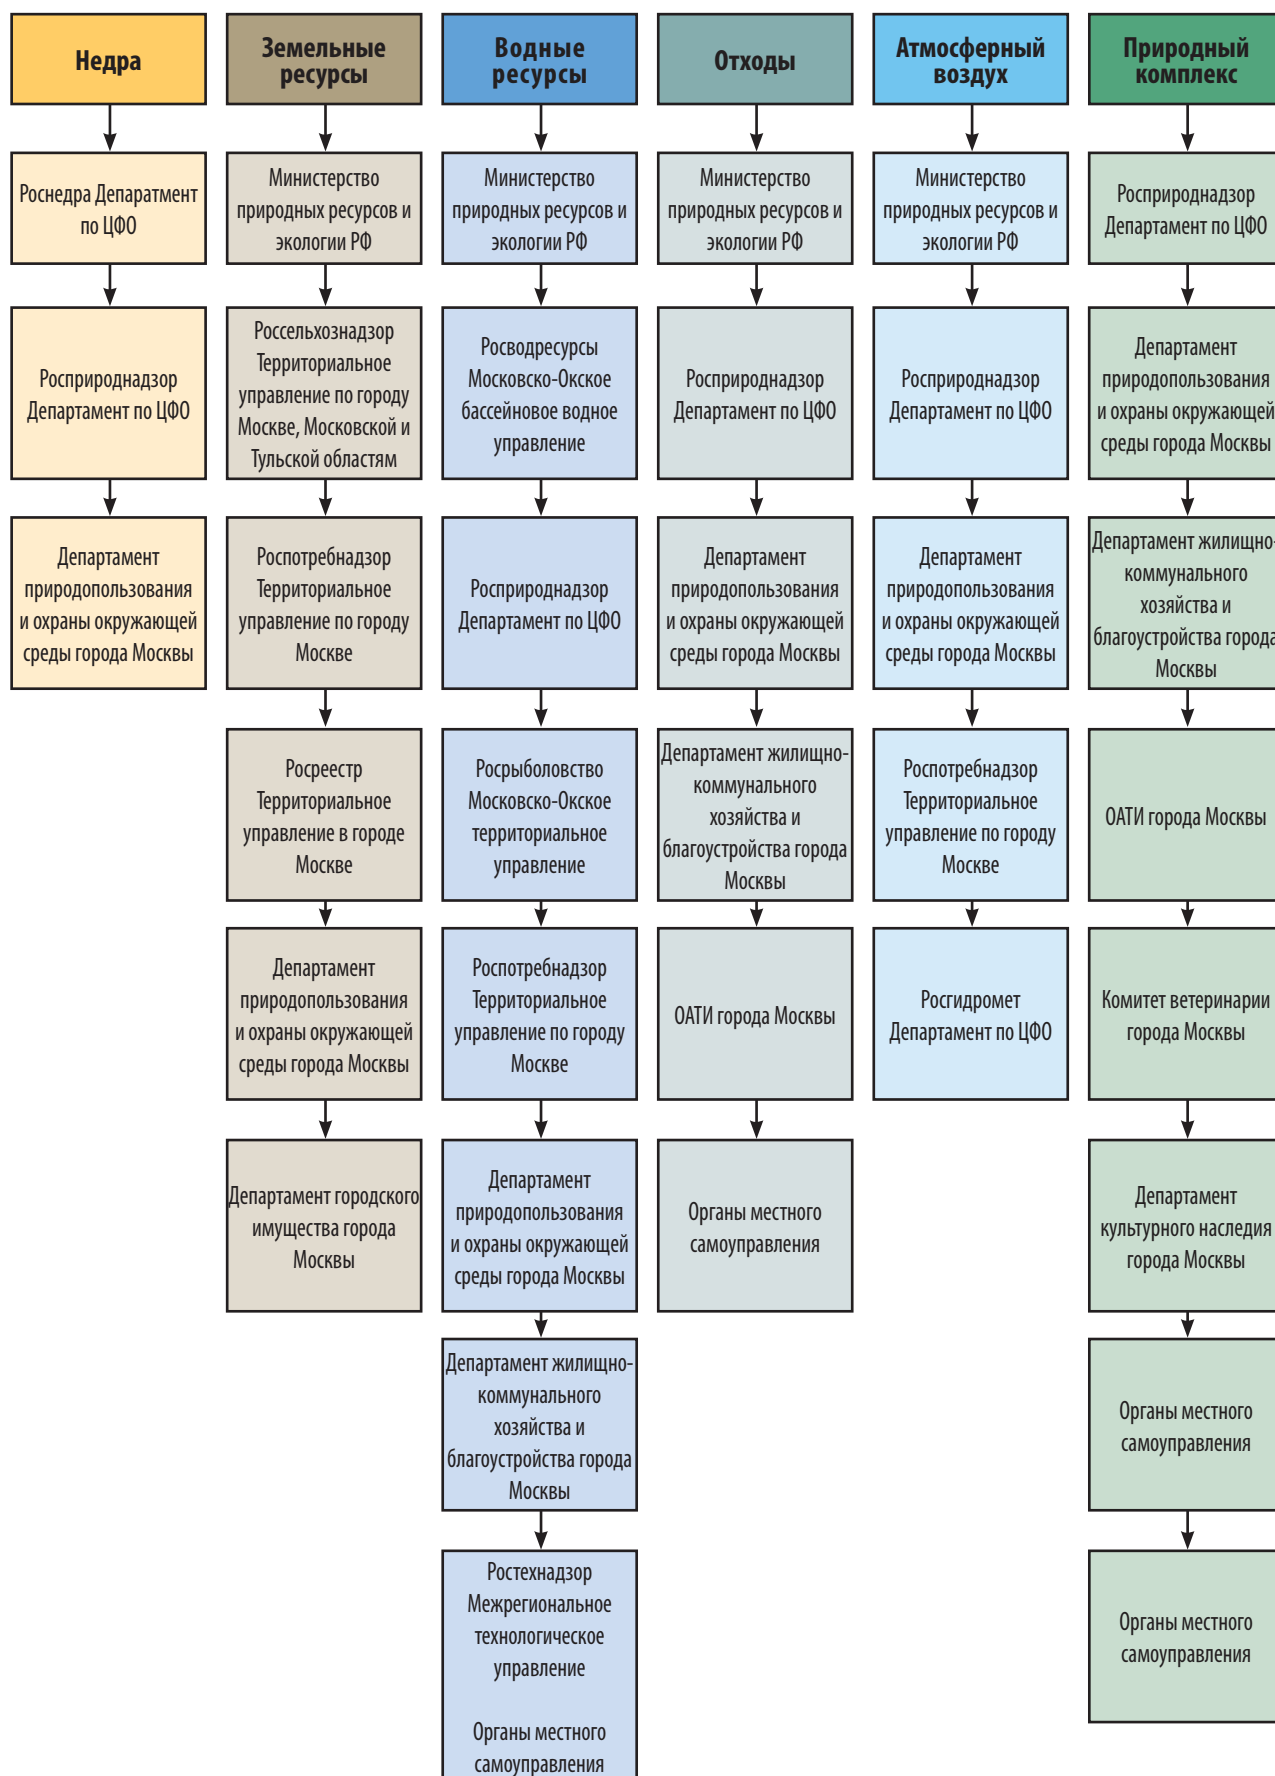 Недра
Роснедра Депаратмент
по ЦФО
Росприроднадзор
Департамент по ЦФО
Департамент
природопользования
и охраны окружающей
среды города Москвы
Земельные
ресурсы
Министерство
природных ресурсов и
экологии РФ
Россельхознадзор
Территориальное
управление по городу
Москве, Московской и
Тульской областям
Роспотребнадзор
Территориальное
управление по городу
Москве
Росреестр
Территориальное
управление в городе
Москве
Департамент
природопользования
и охраны окружающей
среды города Москвы
Департамент городского
имущества города
Москвы
Водные
ресурсы
Министерство
природных ресурсов и
экологии РФ
Росводресурсы
Московско-Окское
бассейновое водное
управление
Росприроднадзор
Департамент по ЦФО
Росрыболовство
Московско-Окское
территориальное
управление
Роспотребнадзор
Территориальное
управление по городу
Москве
Департамент
природопользования
и охраны окружающей
среды города Москвы
Департамент жилищно-
коммунального
хозяйства и
благоустройства города
Москвы
Ростехнадзор
Межрегиональное
технологическое
управление
Органы местного
самоуправления
Отходы
Министерство
природных ресурсов и
экологии РФ
Росприроднадзор
Департамент по ЦФО
Департамент
природопользования
и охраны окружающей
среды города Москвы
Департамент жилищно-
коммунального
хозяйства и
благоустройства города
Москвы
ОАТИ города Москвы
Органы местного
самоуправления
Атмосферный
воздух
Министерство
природных ресурсов и
экологии РФ
Росприроднадзор
Департамент по ЦФО
Департамент
природопользования
и охраны окружающей
среды города Москвы
Роспотребнадзор
Территориальное
управление по городу
Москве
Росгидромет
Департамент по ЦФО
Природный
комплекс
Росприроднадзор
Департамент по ЦФО
Департамент
природопользования
и охраны окружающей
среды города Москвы
Департамент жилищно-
коммунального
хозяйства и
благоустройства города
Москвы
ОАТИ города Москвы
Комитет ветеринарии
города Москвы
Департамент
культурного наследия
города Москвы
Органы местного
самоуправления
Органы местного
самоуправления